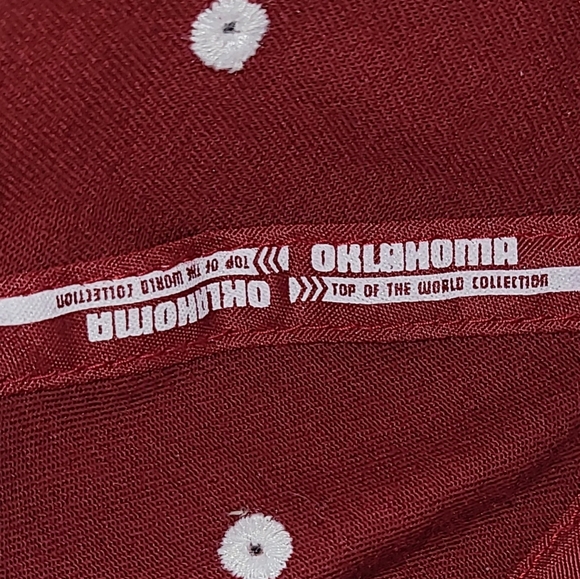 OKLAHOMA
TOP OF THE WORLD COLLECTION
OKLAHOMA
TOP OF THE WORLD COLLECTION